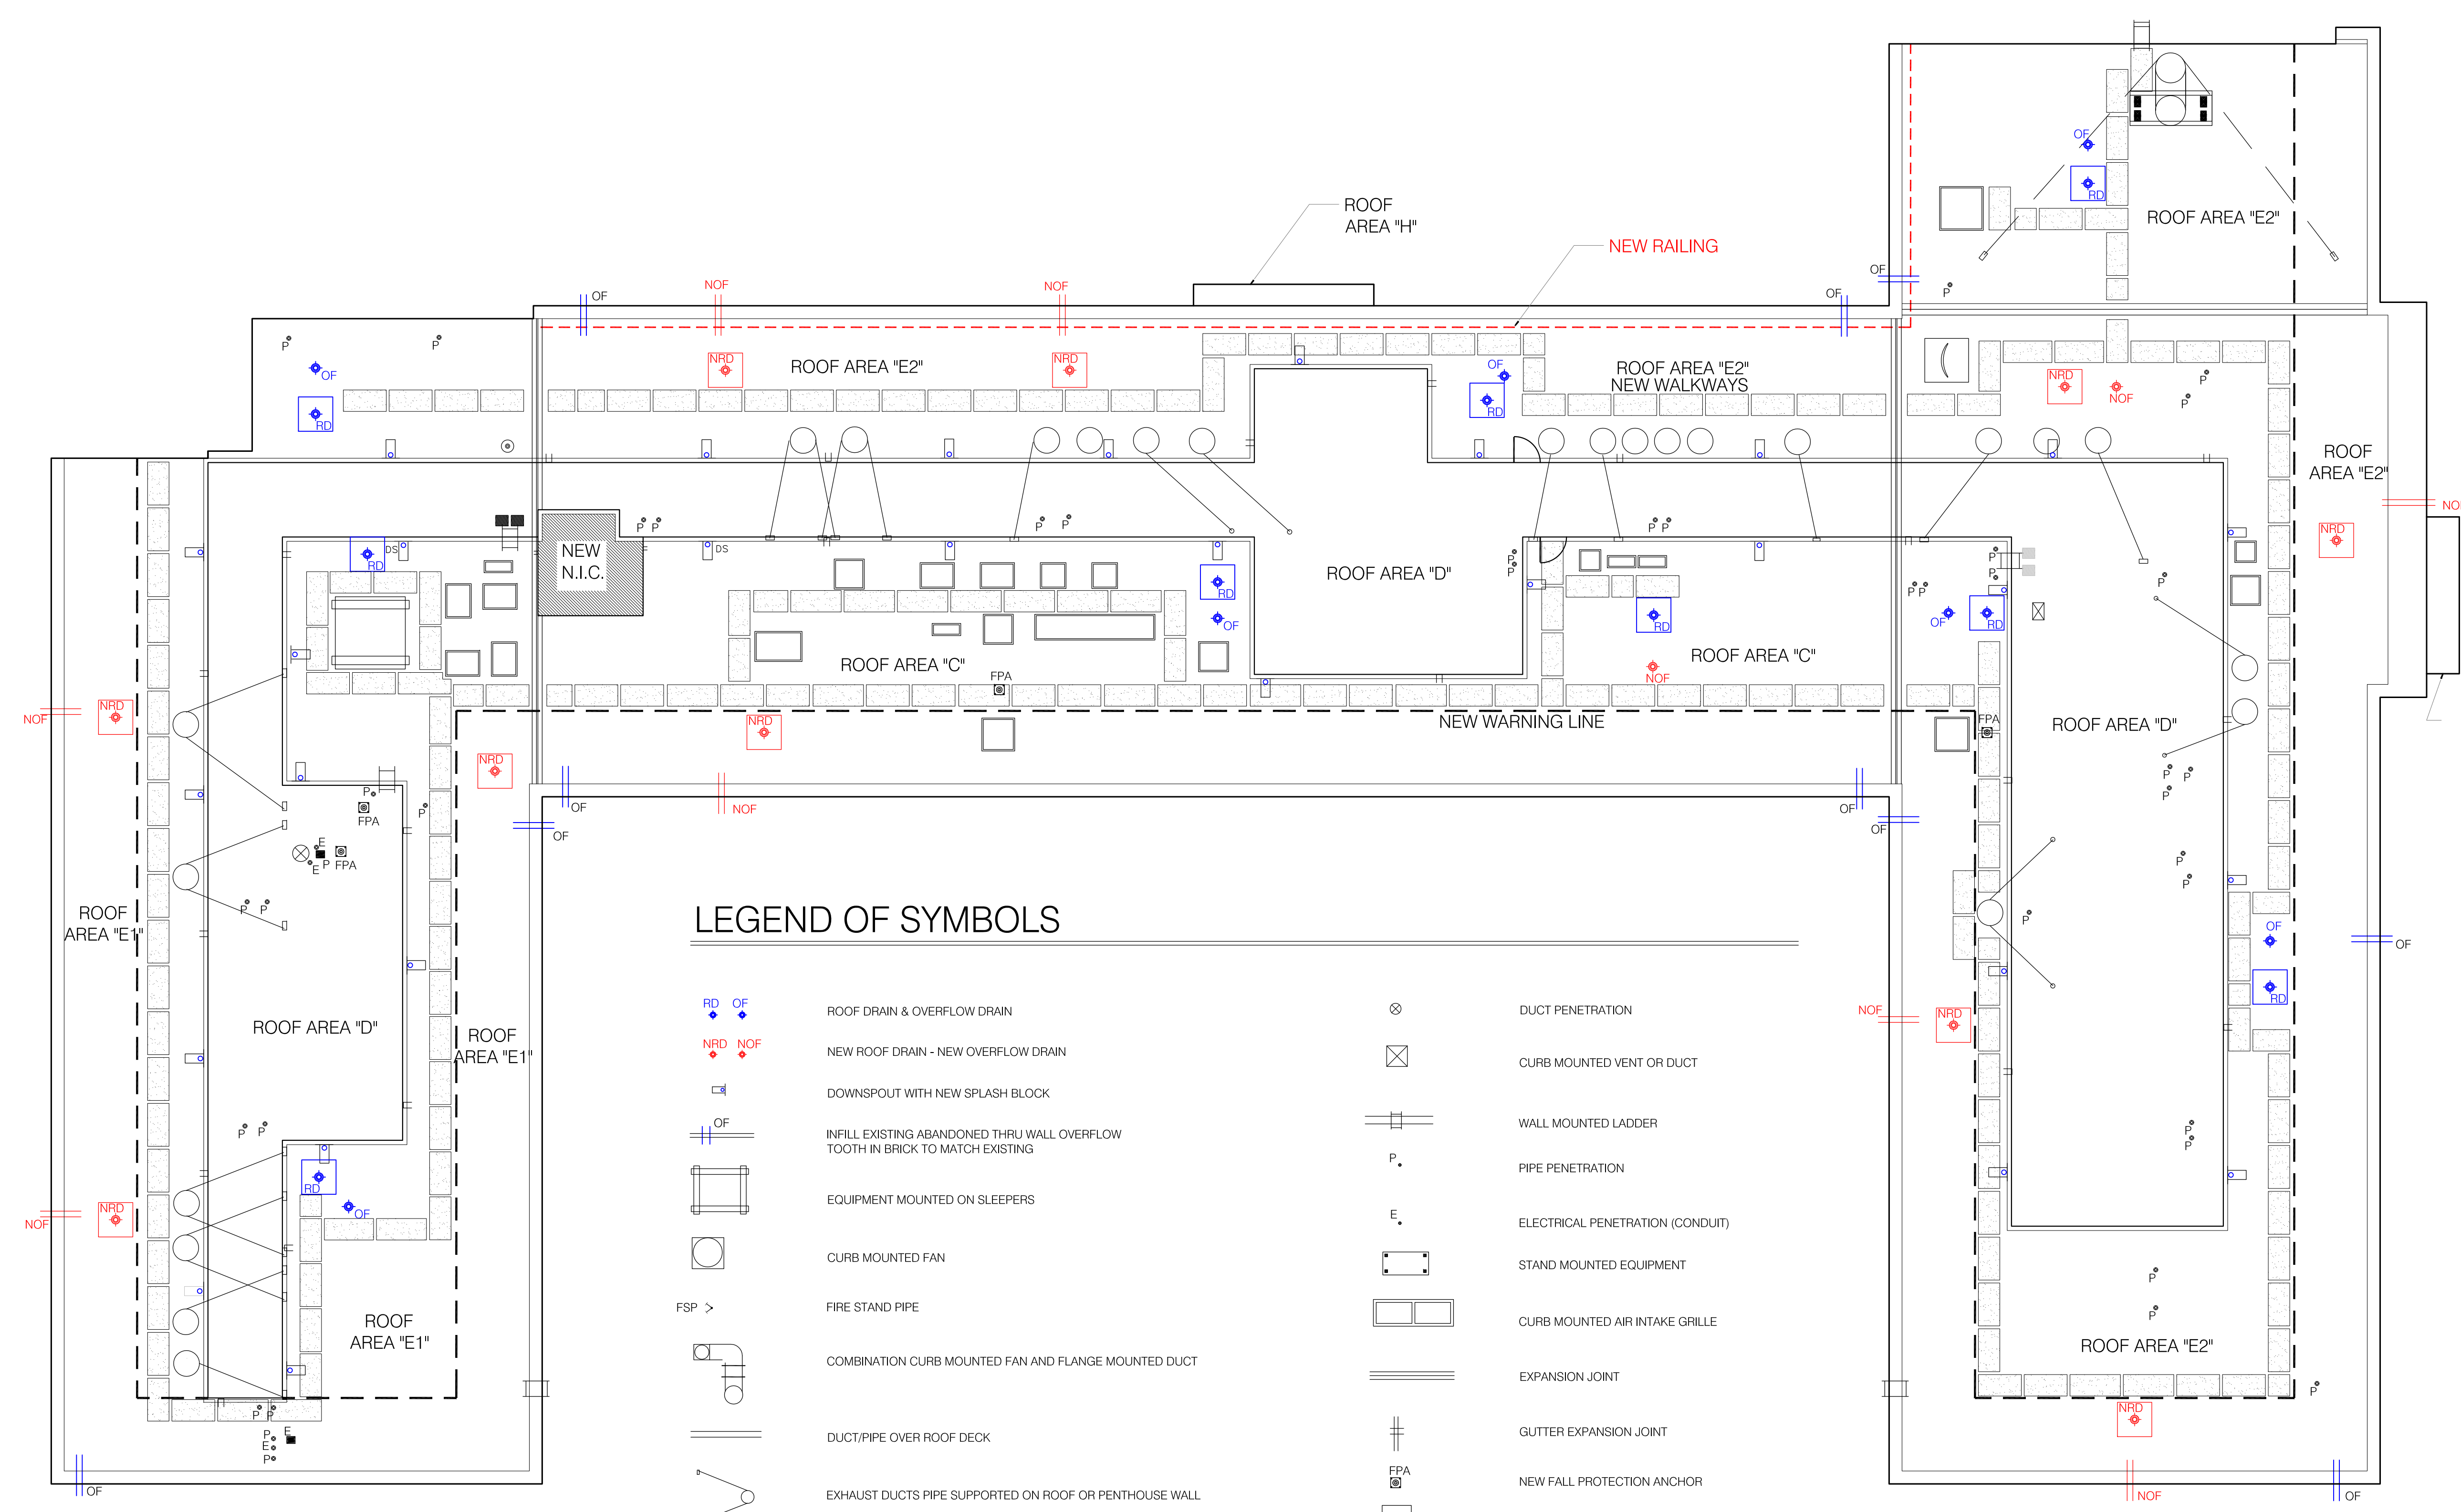 ROOF
AREA "H"
NEW RAILING
OF
RD
ROOF AREA "E2"
P
OF
NOF
NOF
OF
OF
OF
P
P
OF
RD
NRD
ROOF AREA "E2"
NRD
OF
RD
ROOF AREA "E2"
NEW WALKWAYS
NRD
NOF
P
P
ROOF
AREA "E2"
NO
NRD
RD
DS
NEW
N.I.C.
P P
DS
P
P
RD
OF
ROOF AREA "D"
P
P
P P
RD
NOF
ROOF AREA "C"
ROOF AREA "C"
FPA
P
P
P P
OF
RD
P
NOF
NRD
NRD
NRD
NEW WARNING LINE
FPA
ROOF AREA "D"
P
P
P
OF
NOF
OF
OF
OF
P
FPA
P
E
E
P
FPA
P P
P
P
P
ROOF
AREA "E1"
LEGEND OF SYMBOLS
OF
RD
OF
NOF
NRD
ROOF AREA "D"
ROOF
AREA "E1"
P P
RD
OF
NOF
NRD
ROOF
AREA "E1"
P P
P
E
P
E
OF
RD OF
ROOF DRAIN & OVERFLOW DRAIN
NRD NOF
NEW ROOF DRAIN - NEW OVERFLOW DRAIN
DOWNSPOUT WITH NEW SPLASH BLOCK
OF
INFILL EXISTING ABANDONED THRU WALL OVERFLOW
TOOTH IN BRICK TO MATCH EXISTING
EQUIPMENT MOUNTED ON SLEEPERS
CURB MOUNTED FAN
FSP
FIRE STAND PIPE
COMBINATION CURB MOUNTED FAN AND FLANGE MOUNTED DUCT
DUCT/PIPE OVER ROOF DECK
EXHAUST DUCTS PIPE SUPPORTED ON ROOF OR PENTHOUSE WALL
DUCT PENETRATION
CURB MOUNTED VENT OR DUCT
WALL MOUNTED LADDER
P
PIPE PENETRATION
E
ELECTRICAL PENETRATION (CONDUIT)
STAND MOUNTED EQUIPMENT
CURB MOUNTED AIR INTAKE GRILLE
EXPANSION JOINT
GUTTER EXPANSION JOINT
FPA
NEW FALL PROTECTION ANCHOR
P
P
P
P
ROOF AREA "E2"
P
NRD
NOF
OF